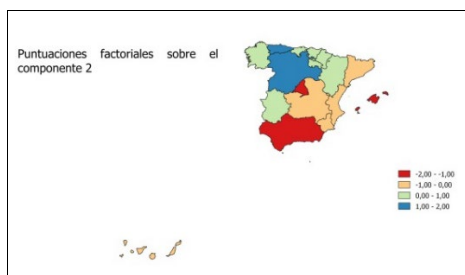 Puntuaciones factoriales sobre el
componente 2
-2,00 - -1,00
-1,00 - 0,00
0,00 - 1,00
1,00 - 2,00